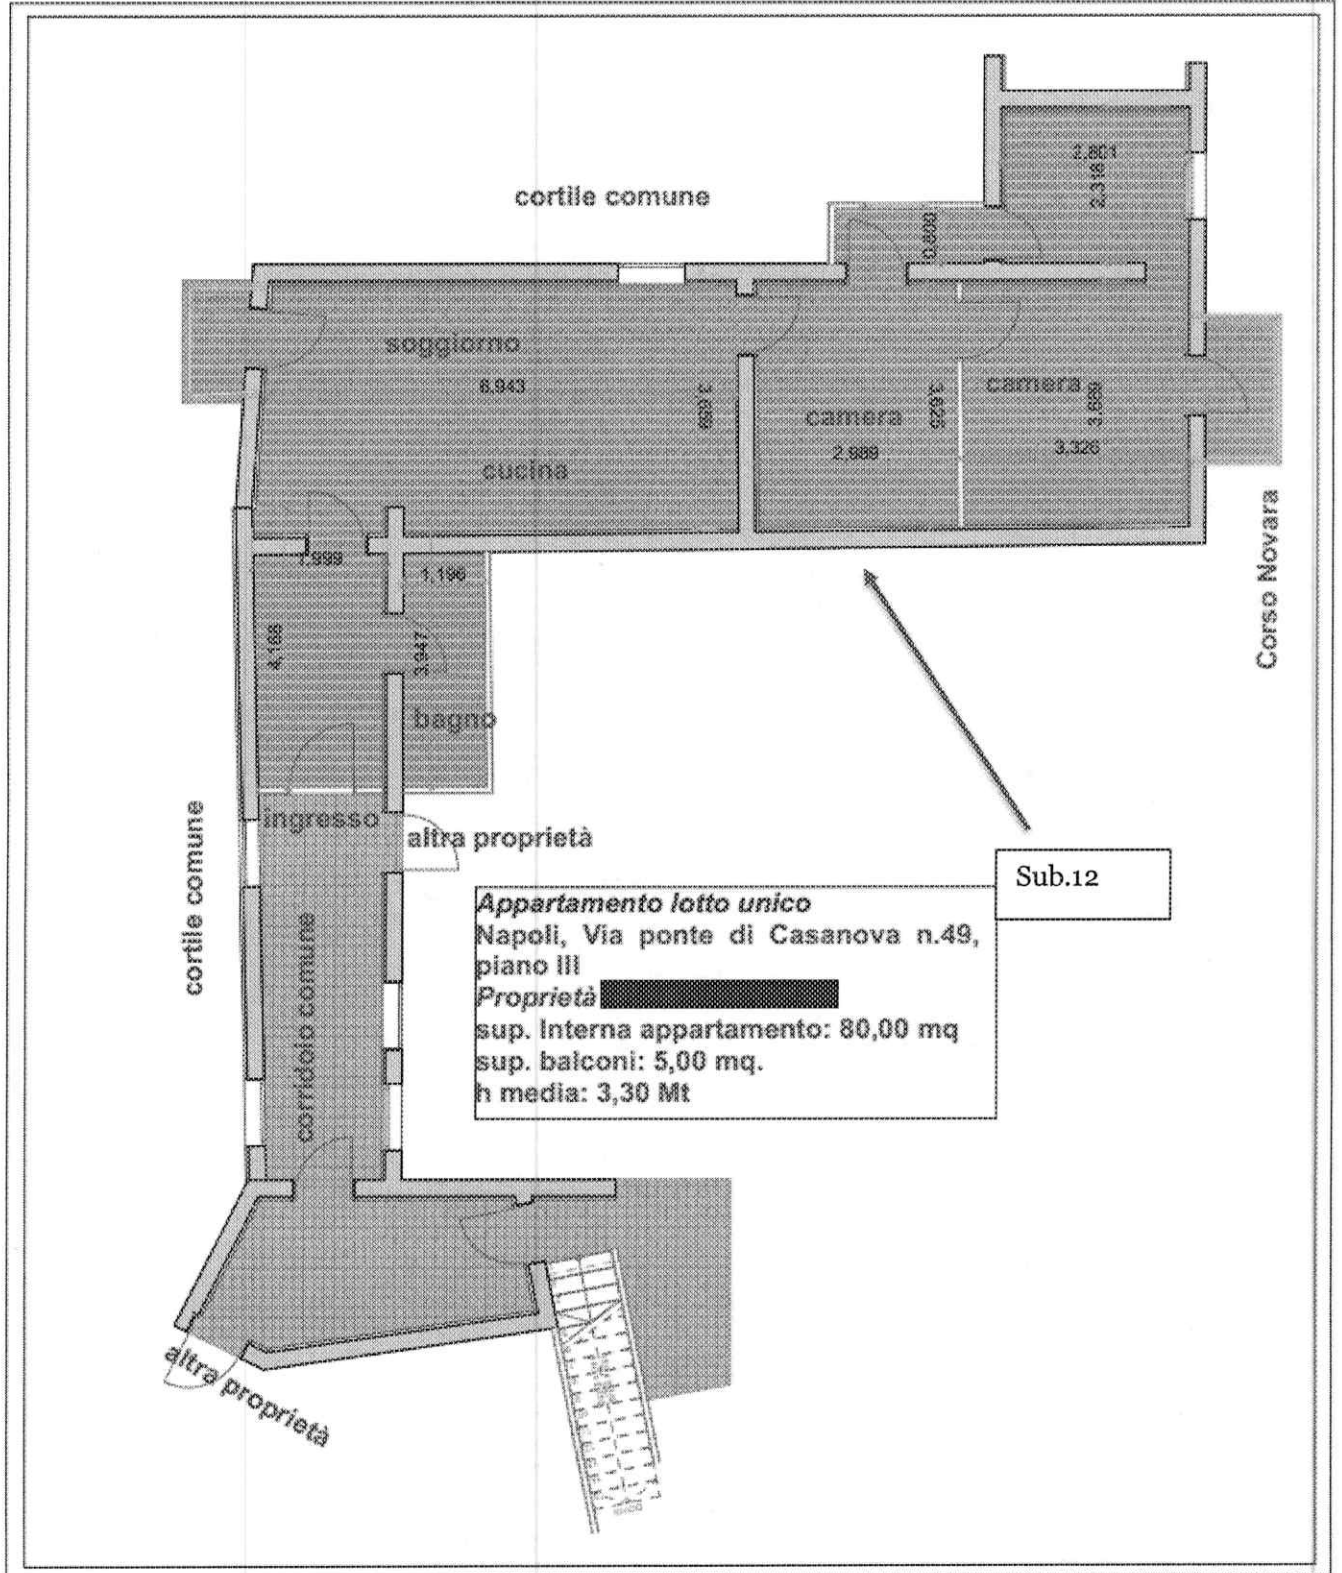 2.801
2.318
cortile comune
0.800
soggiorno
6,943
3,659
camera
3,689
3,625
camera
2,989
3.326
cucina
Corso Novara
1,999
1,196
4,168
3,947
bagno
ingresso
altra proprietà
cortile comune
Sub.12
Appartamento lotto unico
Napoli, Via ponte di Casanova n.49,
piano III
Proprietà
sup. Interna appartamento: 80,00 mq
sup. balconi: 5,00 mq.
h media: 3,30 Mt
corridoio comune
altra proprietà